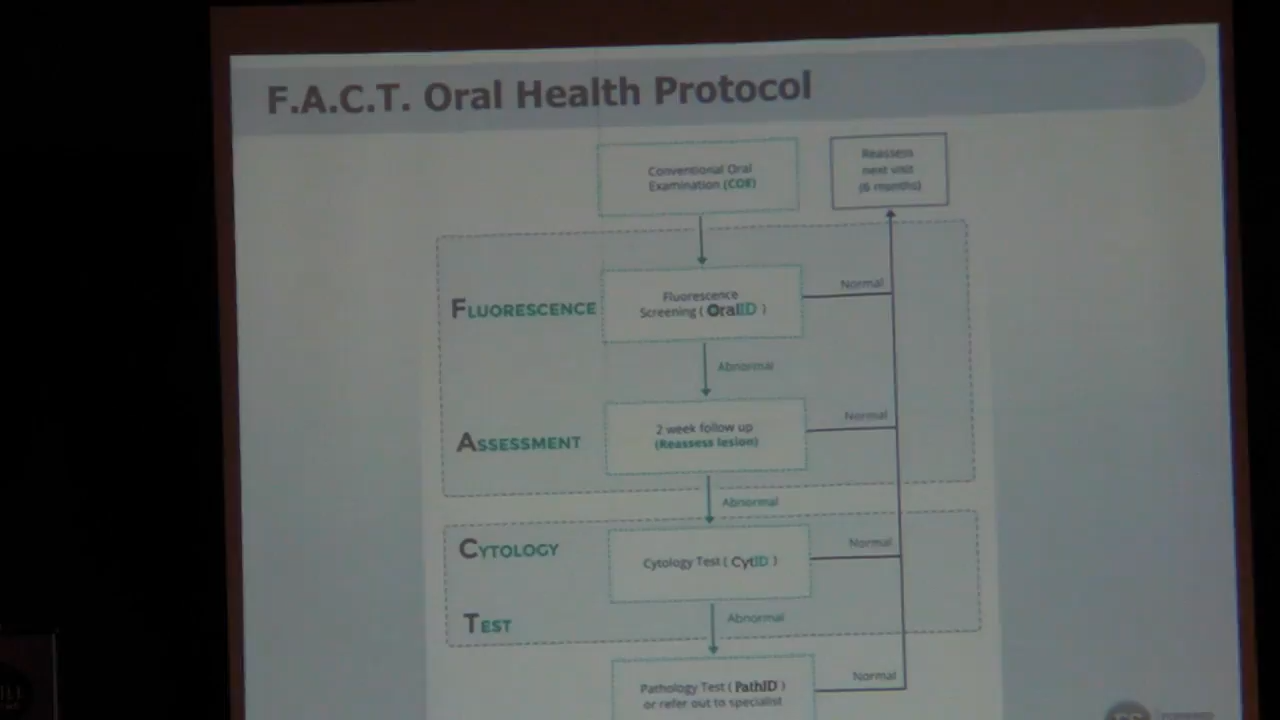 F.A.C.T. Oral Health Protocol
Conventional Oral
Examination (COE)
Reassess
next visit
(6 months)
FLUORESCENCE
Fluorescence
Screening ( OralID )
Normal
Abnormal
ASSESSMENT
2 week follow up
(Reassess lesion)
Normal
Abnormal
CYTOLOGY
Cytology Test ( CytID )
Normal
TEST
Abnormal
Pathology Test ( PathID )
or refer out to specialist
Normal